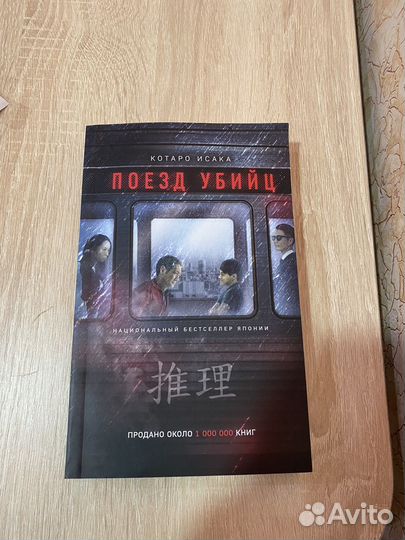 КОТАРО ИСАКА
ПОЕЗД УБИЙЦ
НАЦИОНАЛЬНЫЙ БЕСТСЕЛЛЕР ЯПОНИИ
推理
ПРОДАНО ОКОЛО 1 000 000 КНИГ
Avito